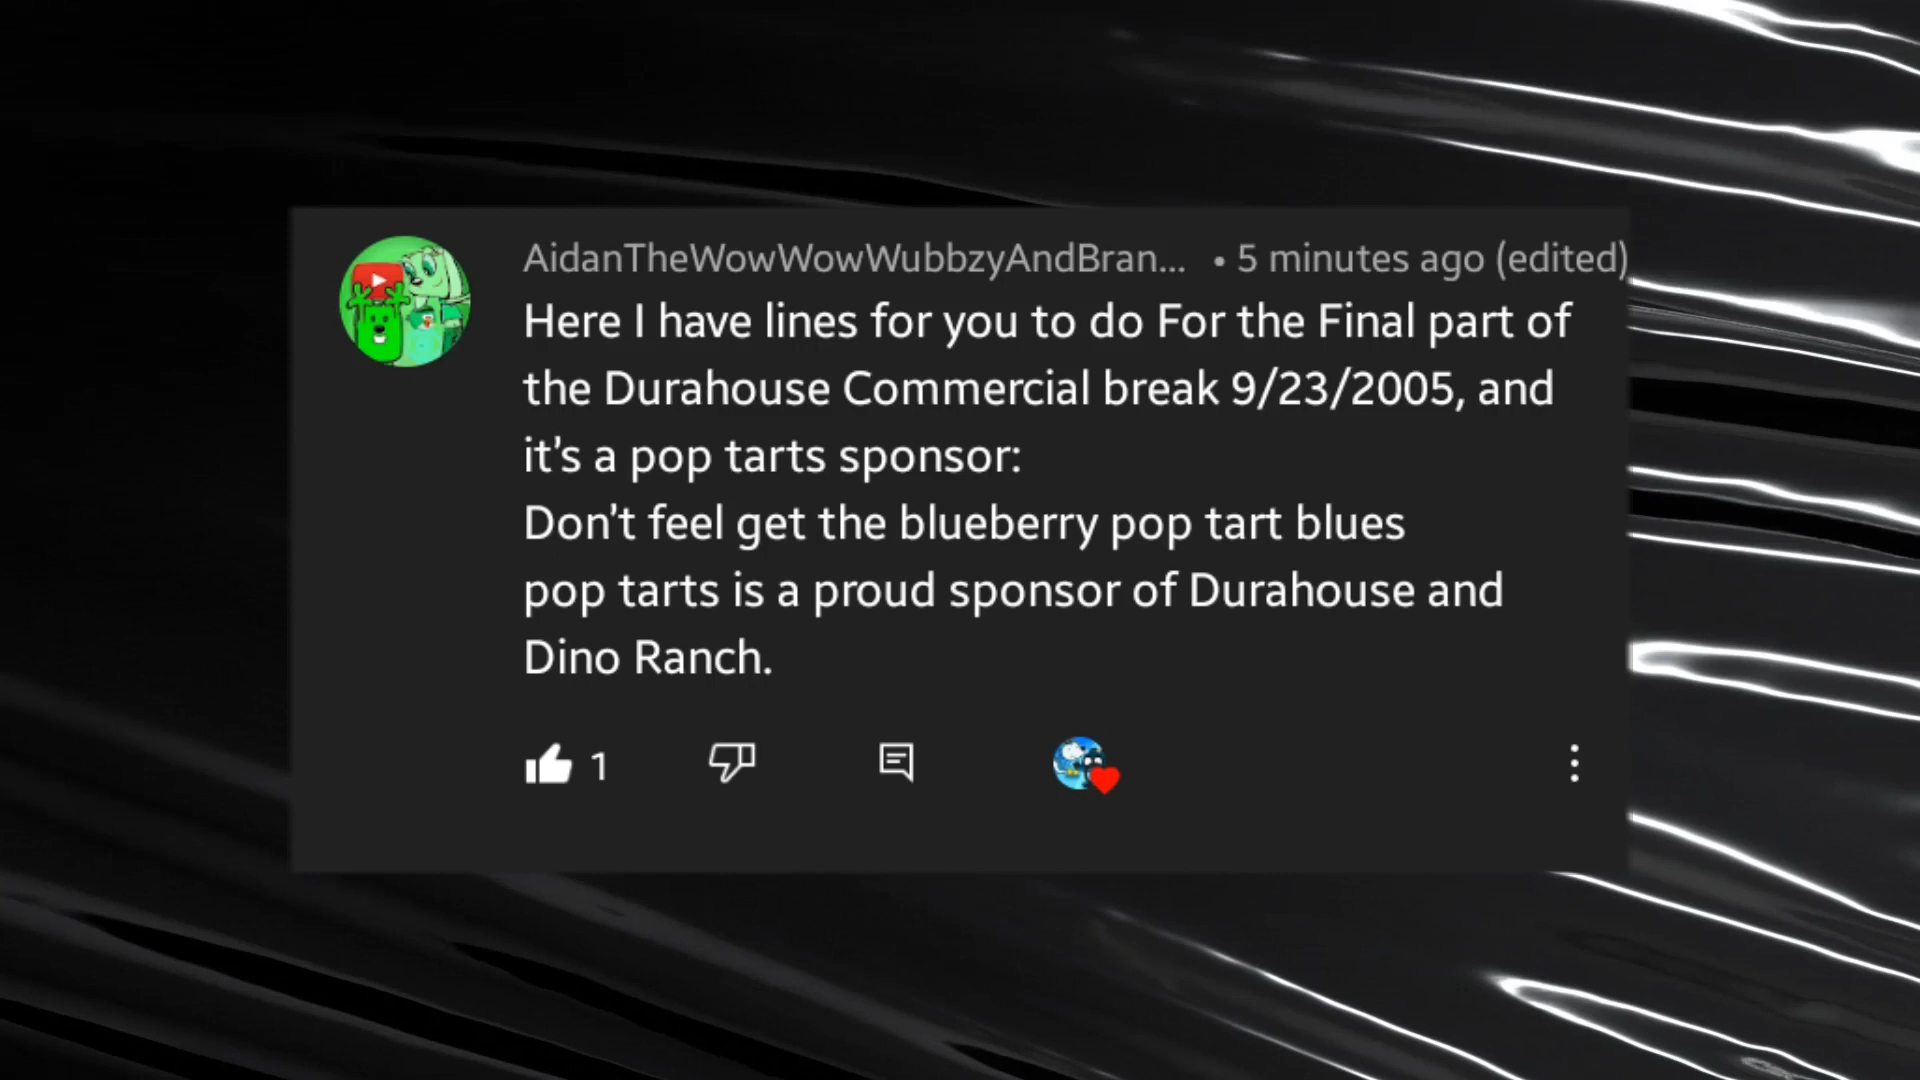 AidanTheWowWowWubbzyAndBran... • 5 minutes ago (edited)
Here I have lines for you to do For the Final part of
the Durahouse Commercial break 9/23/2005, and
it's a pop tarts sponsor:
Don't feel get the blueberry pop tart blues
pop tarts is a proud sponsor of Durahouse and
Dino Ranch.
1